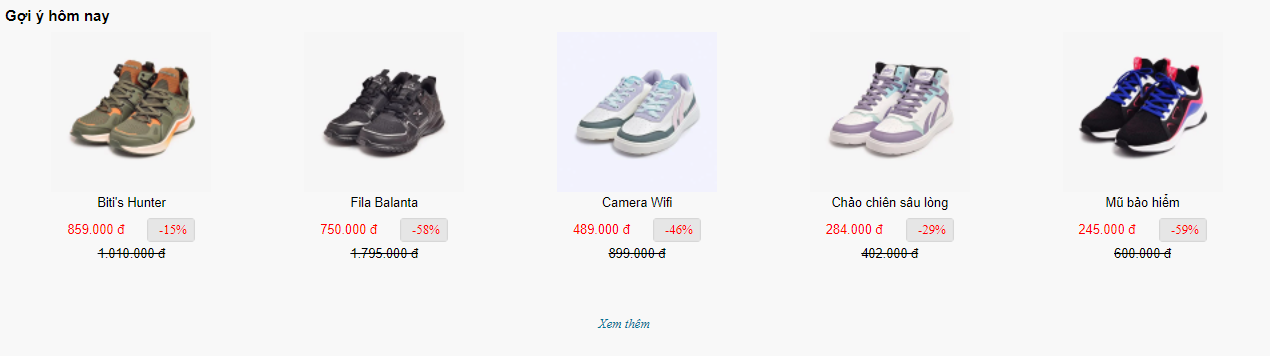 Gợi ý hôm nay
Biti's Hunter
859.000 đ -15%
1.010.000 đ
Fila Balanta
750.000 đ -58%
1.795.000 đ
Camera Wifi
489.000 đ -46%
899.000 đ
Chảo chiên sâu lòng
284.000 đ -29%
402.000 đ
Mũ bảo hiểm
245.000 đ -59%
600.000 đ
Xem thêm